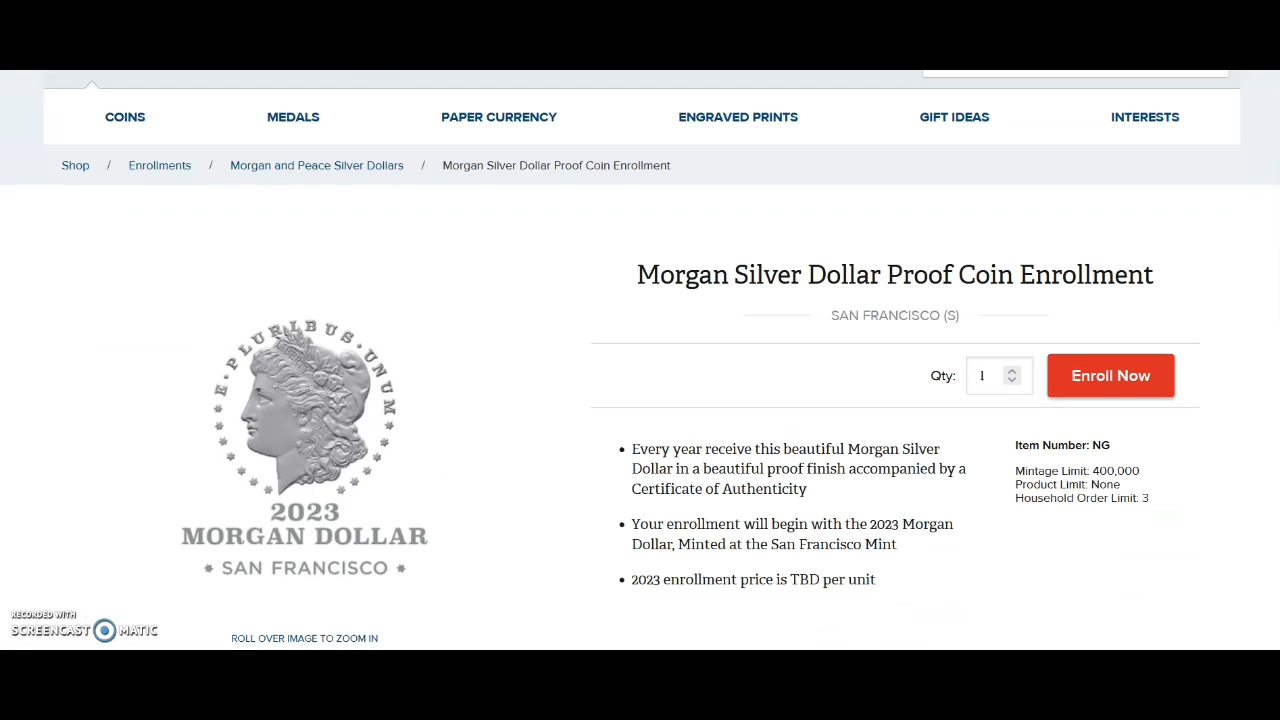 COINS
MEDALS
PAPER CURRENCY
ENGRAVED PRINTS
GIFT IDEAS
INTERESTS
Shop / Enrollments / Morgan and Peace Silver Dollars / Morgan Silver Dollar Proof Coin Enrollment
Morgan Silver Dollar Proof Coin Enrollment
SAN FRANCISCO (S)
Qty: 1 Enroll Now
E·PLURIBUS·UNUM
2023
MORGAN DOLLAR
* SAN FRANCISCO *
ROLL OVER IMAGE TO ZOOM IN
• Every year receive this beautiful Morgan Silver
Dollar in a beautiful proof finish accompanied by a
Certificate of Authenticity
• Your enrollment will begin with the 2023 Morgan
Dollar, Minted at the San Francisco Mint
• 2023 enrollment price is TBD per unit
Item Number: NG
Mintage Limit: 400,000
Product Limit: None
Household Order Limit: 3
RECORDED WITH
SCREENCAST MATIC